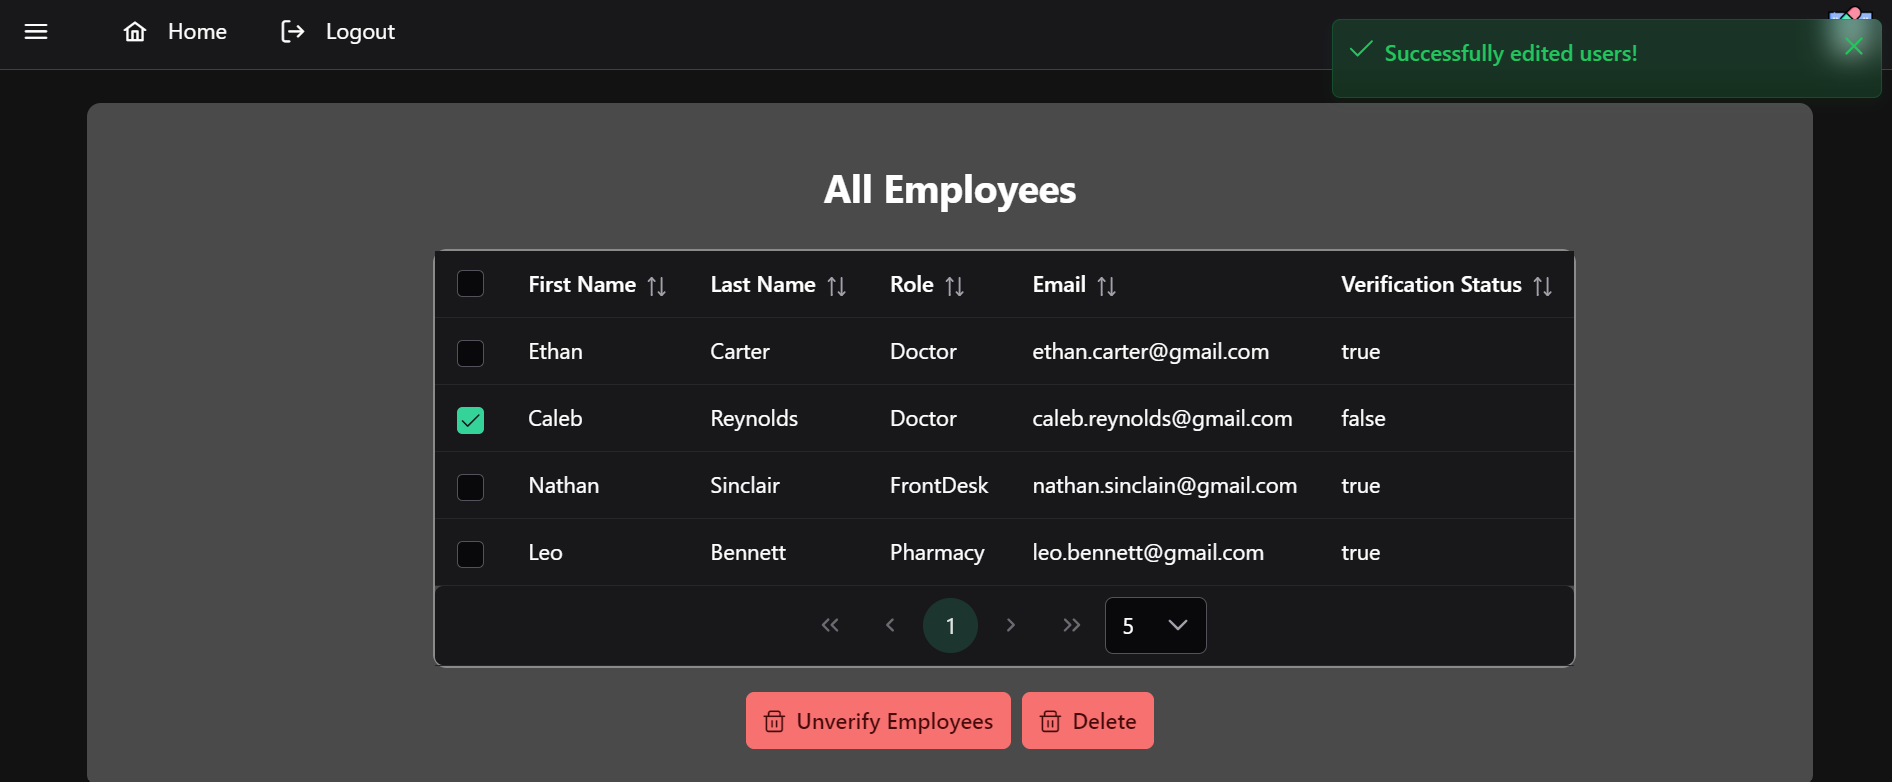 Home Logout
Successfully edited users!
All Employees
First Name Last Name Role Email Verification Status
Ethan Carter Doctor ethan.carter@gmail.com true
Caleb Reynolds Doctor caleb.reynolds@gmail.com false
Nathan Sinclair FrontDesk nathan.sinclain@gmail.com true
Leo Bennett Pharmacy leo.bennett@gmail.com true
1 5
Unverify Employees Delete